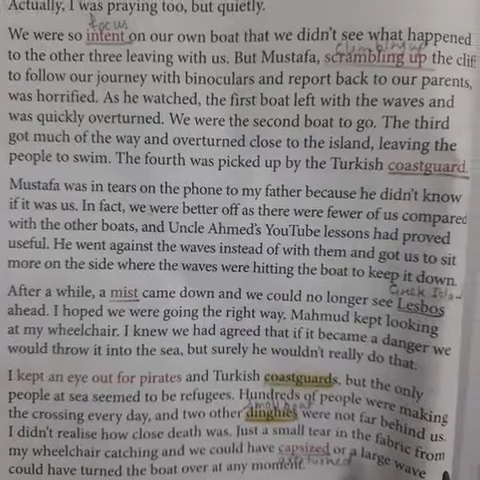 Actually, I was praying too, but quietly.
focus
We were so intent on our own boat that we didn't see what happened
climbing up
to the other three leaving with us. But Mustafa, scrambling up the cliff
to follow our journey with binoculars and report back to our parents,
was horrified. As he watched, the first boat left with the waves and
was quickly overturned. We were the second boat to go. The third
got much of the way and overturned close to the island, leaving the
people to swim. The fourth was picked up by the Turkish coastguard.
Mustafa was in tears on the phone to my father because he didn't know
if it was us. In fact, we were better off as there were fewer of us compared
with the other boats, and Uncle Ahmed's YouTube lessons had proved
useful. He went against the waves instead of with them and got us to sit
more on the side where the waves were hitting the boat to keep it down.
Greek Island
After a while, a mist came down and we could no longer see Lesbos
ahead. I hoped we were going the right way. Mahmud kept looking
at my wheelchair. I knew we had agreed that if it became a danger we
would throw it into the sea, but surely he wouldn't really do that.
I kept an eye out for pirates and Turkish coastguards, but the only
people at sea seemed to be refugees. Hundreds of people were making
small boat
the crossing every day, and two other dinghies were not far behind us.
I didn't realise how close death was. Just a small tear in the fabric from
my wheelchair catching and we could have capsized or a large wave
overturned
could have turned the boat over at any moment.